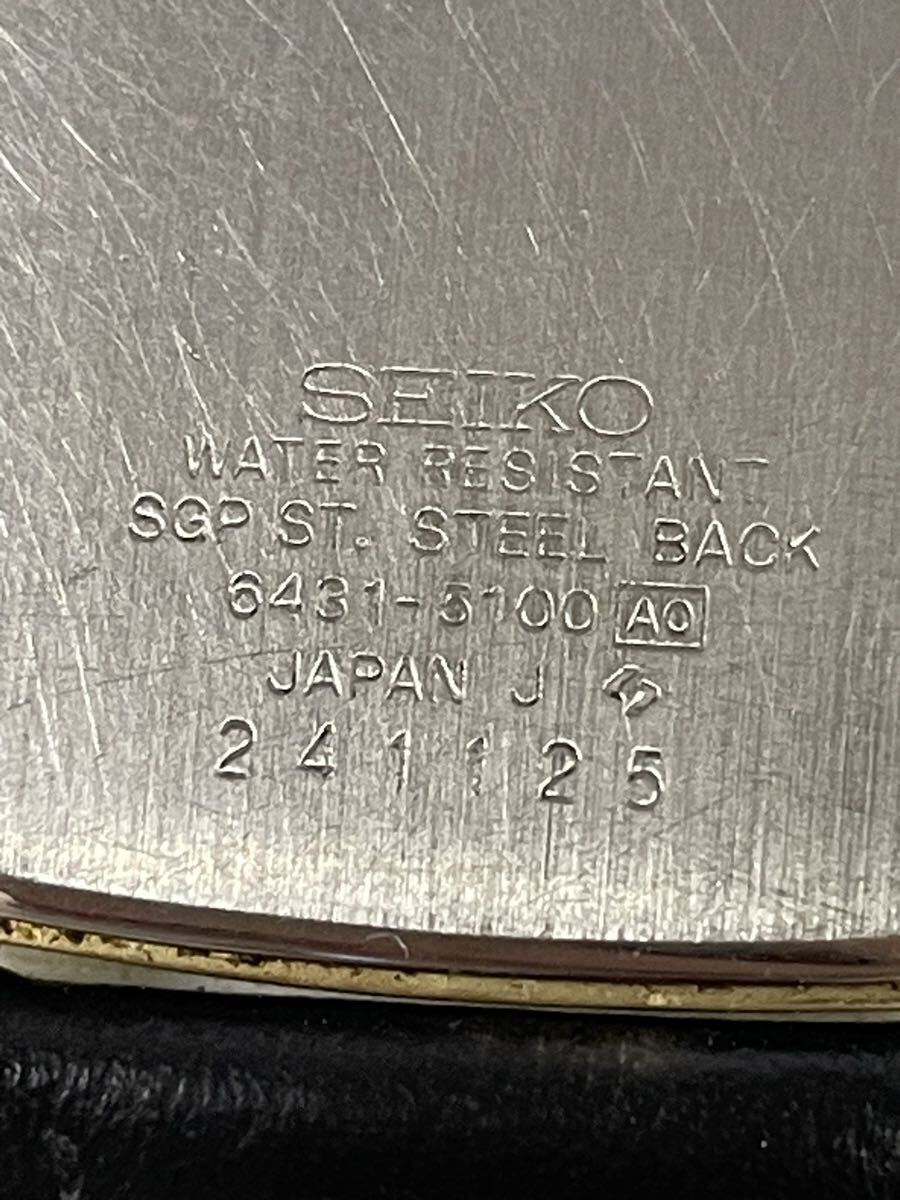 SEIKO
WATER RESISTANT
SGP ST. STEEL BACK
6431-5100 A0
JAPAN J
241125